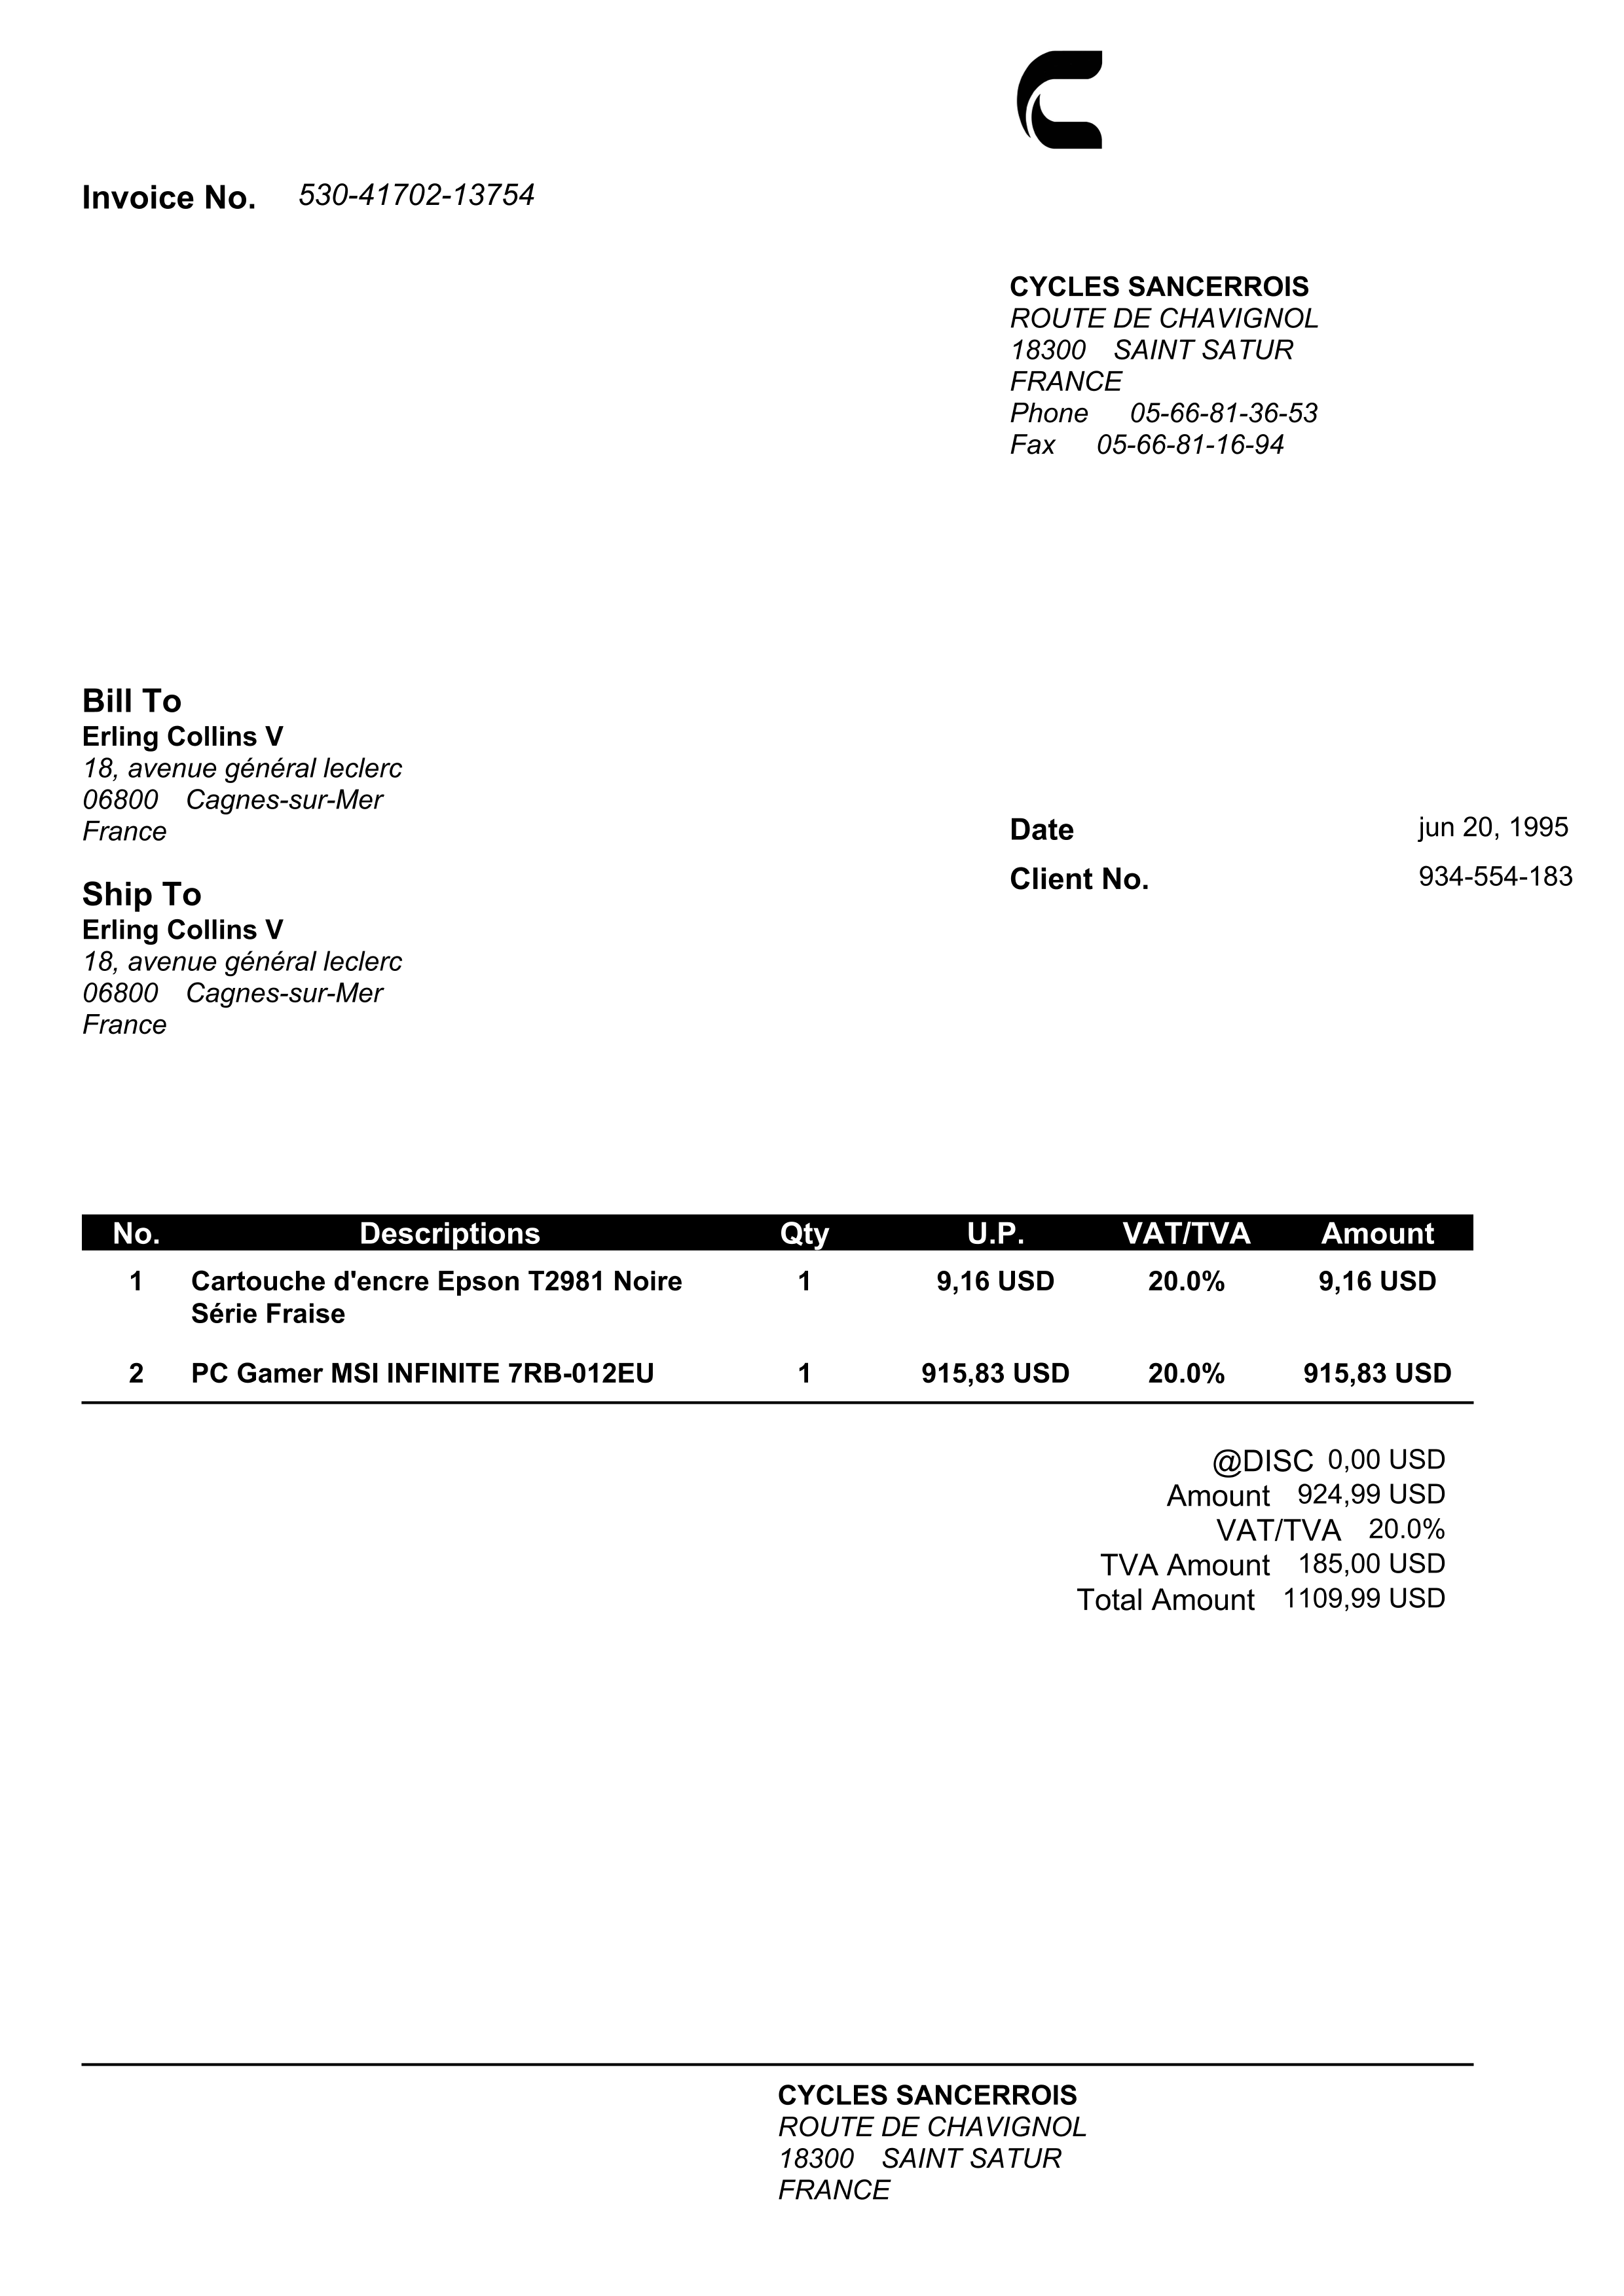 Invoice No. 530-41702-13754
CYCLES SANCERROIS
ROUTE DE CHAVIGNOL
18300 SAINT SATUR
FRANCE
Phone 05-66-81-36-53
Fax 05-66-81-16-94
Bill To
Erling Collins V
18, avenue général leclerc
06800 Cagnes-sur-Mer
France
Date jun 20, 1995
Client No. 934-554-183
Ship To
Erling Collins V
18, avenue général leclerc
06800 Cagnes-sur-Mer
France
No. Descriptions Qty U.P. VAT/TVA Amount
1 Cartouche d'encre Epson T2981 Noire 1 9,16 USD 20.0% 9,16 USD
Série Fraise
2 PC Gamer MSI INFINITE 7RB-012EU 1 915,83 USD 20.0% 915,83 USD
@DISC 0,00 USD
Amount 924,99 USD
VAT/TVA 20.0%
TVA Amount 185,00 USD
Total Amount 1109,99 USD
CYCLES SANCERROIS
ROUTE DE CHAVIGNOL
18300 SAINT SATUR
FRANCE